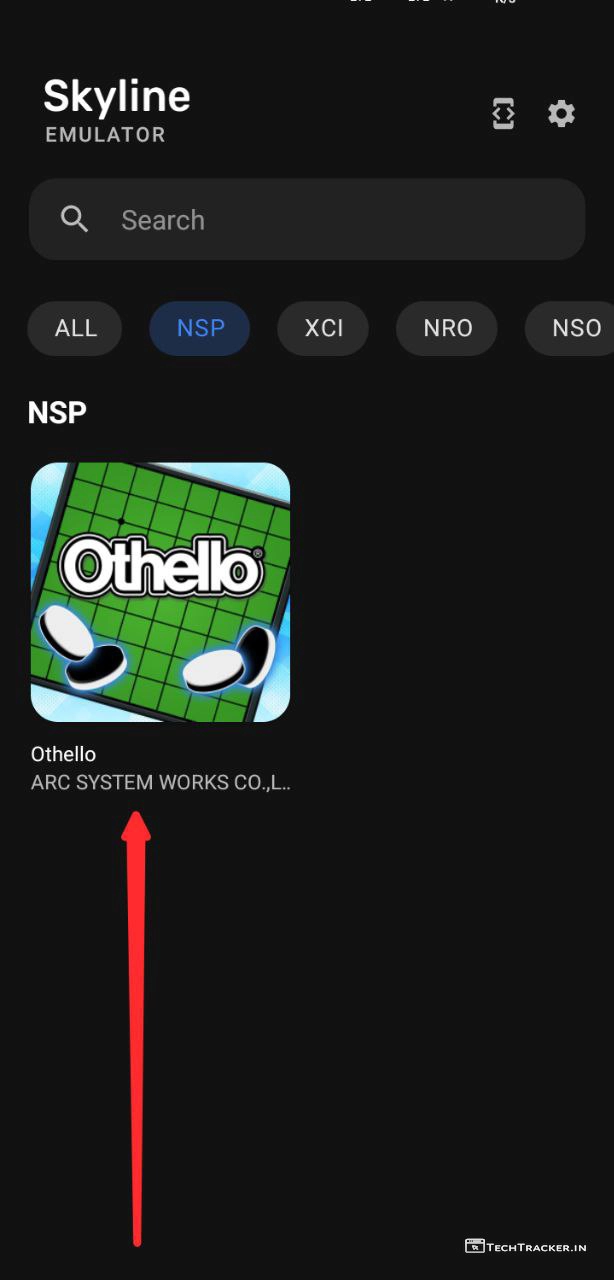 Skyline
EMULATOR
Search
ALL NSP XCI NRO NSO
NSP
Othello®
Othello
ARC SYSTEM WORKS CO.,L..
TECHTRACKER.IN